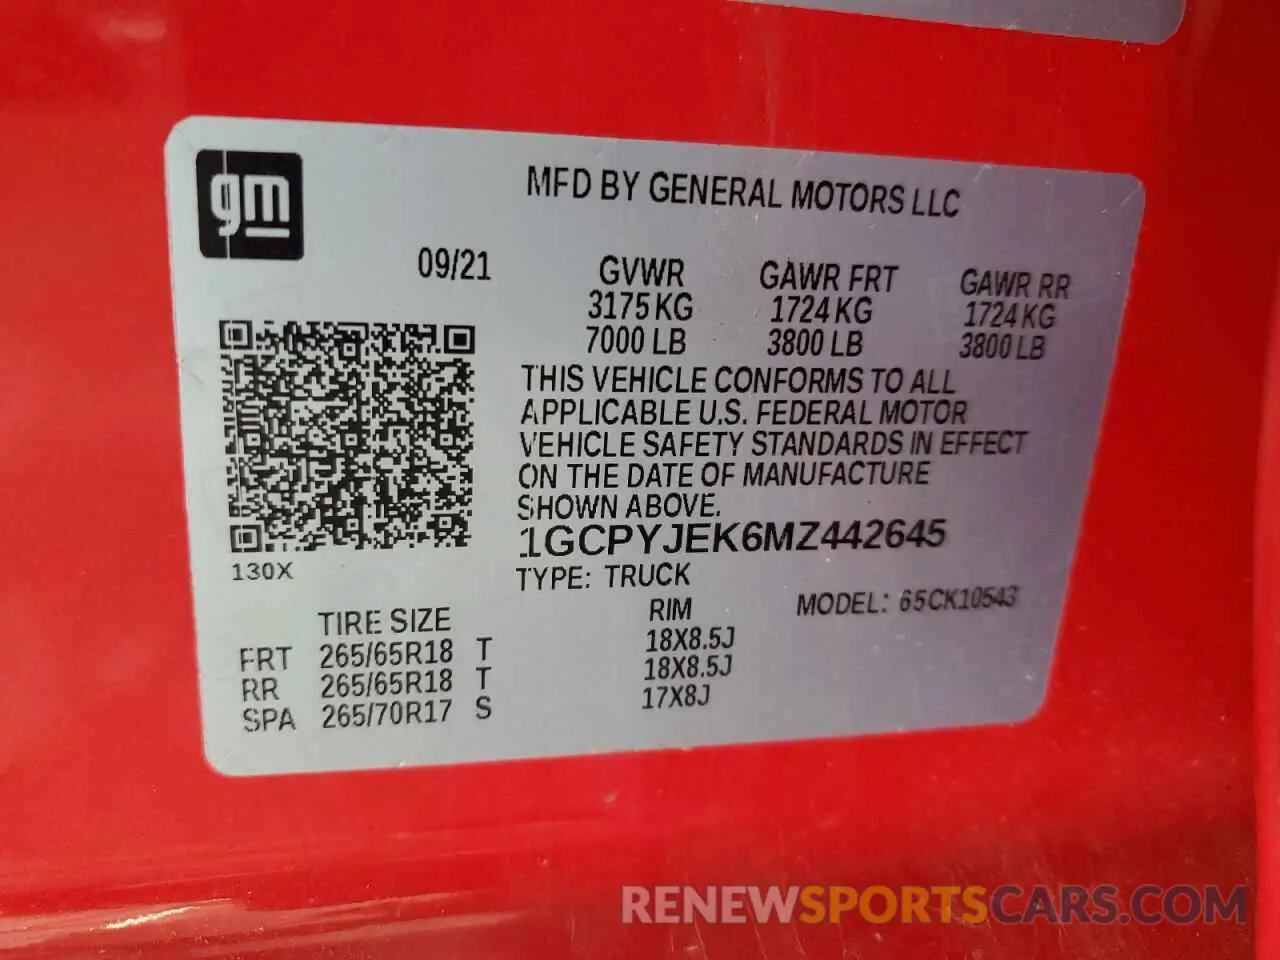 gm
MFD BY GENERAL MOTORS LLC
09/21 GVWR GAWR FRT GAWR RR
3175 KG 1724 KG 1724 KG
7000 LB 3800 LB 3800 LB
THIS VEHICLE CONFORMS TO ALL
APPLICABLE U.S. FEDERAL MOTOR
VEHICLE SAFETY STANDARDS IN EFFECT
ON THE DATE OF MANUFACTURE
SHOWN ABOVE.
1GCPYJEK6MZ442645
130X
TYPE: TRUCK
MODEL: 65CK10543
TIRE SIZE RIM
FRT 265/65R18 T 18X8.5J
RR 265/65R18 T 18X8.5J
SPA 265/70R17 S 17X8J
RENEWSPORTSCARS.COM